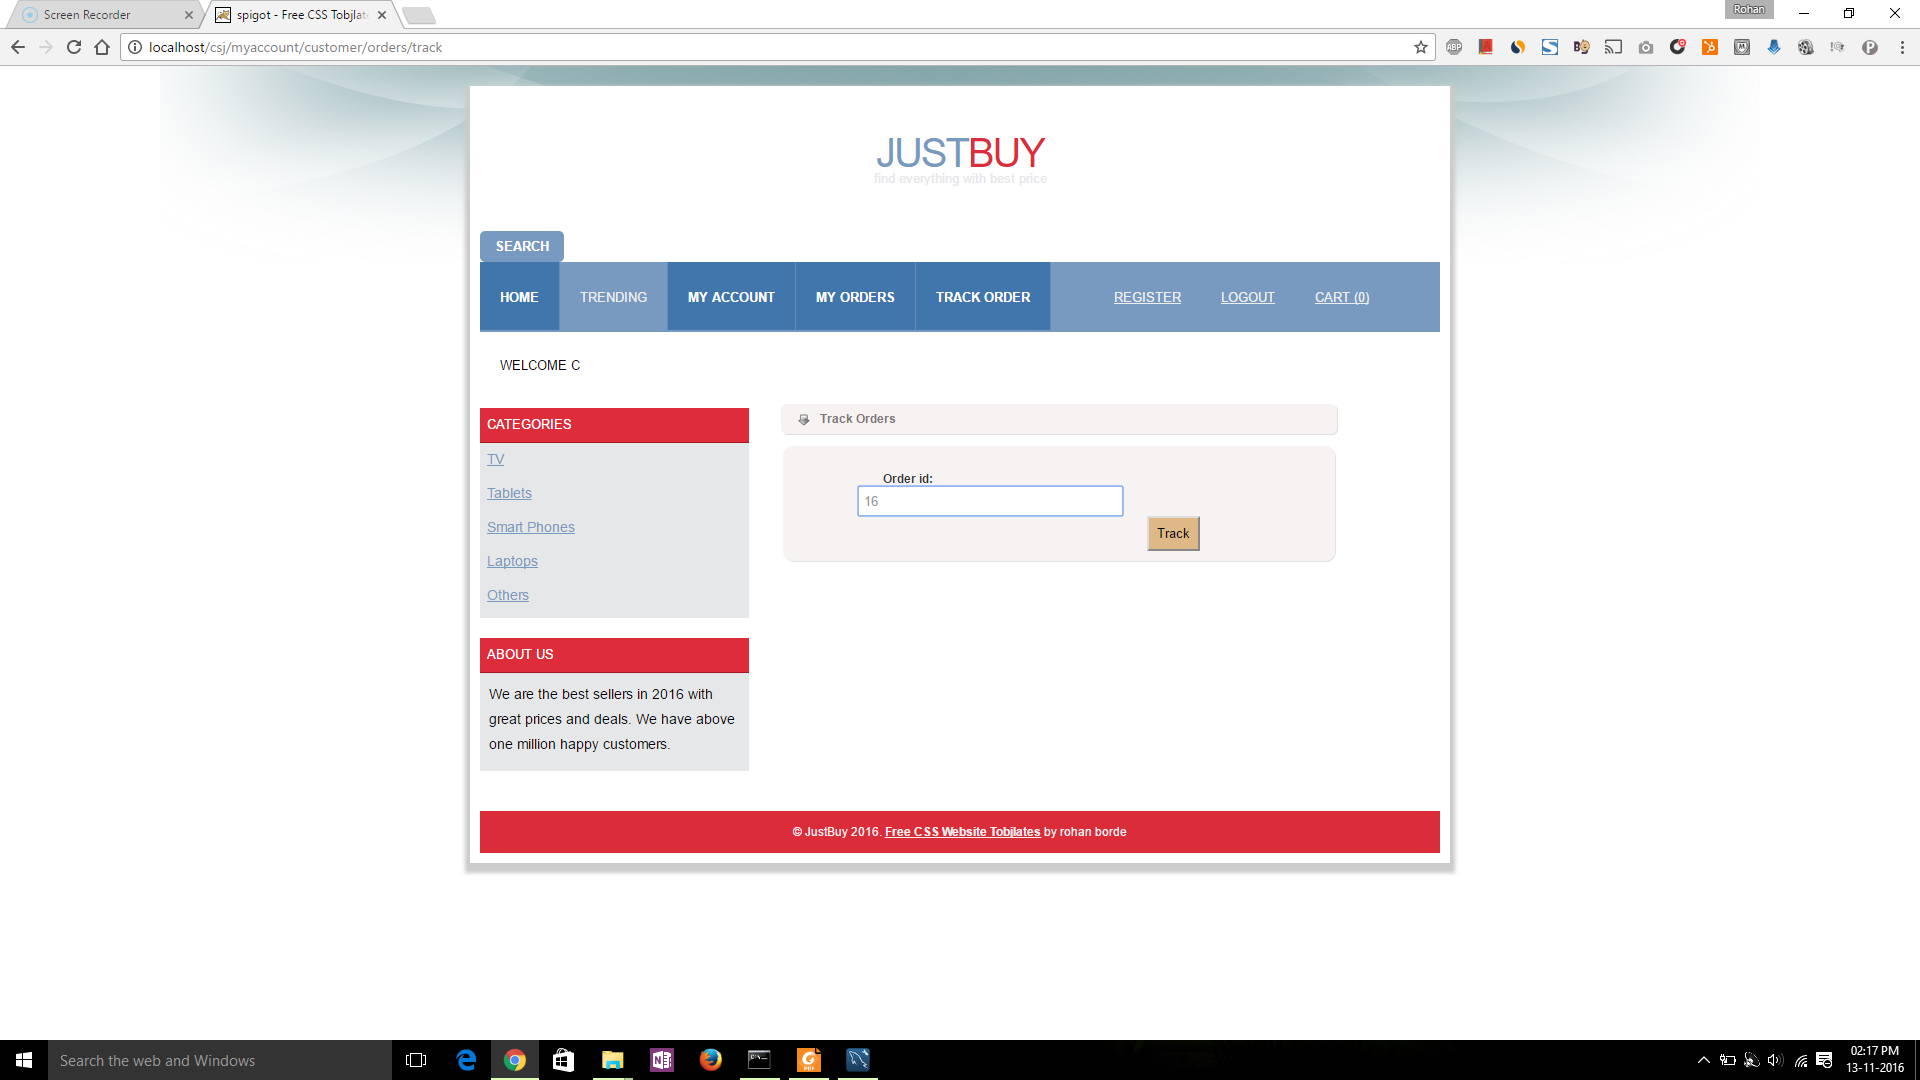 Screen Recorder
spigot - Free CSS Tobjlate
Rohan
localhost/csj/myaccount/customer/orders/track
JUSTBUY
find everything with best price
SEARCH
HOME TRENDING MY ACCOUNT MY ORDERS TRACK ORDER REGISTER LOGOUT CART (0)
WELCOME C
CATEGORIES
TV
Tablets
Smart Phones
Laptops
Others
ABOUT US
We are the best sellers in 2016 with
great prices and deals. We have above
one million happy customers.
Track Orders
Order id:
16
Track
© JustBuy 2016. Free CSS Website Tobjlates by rohan borde
Search the web and Windows
02:17 PM
13-11-2016